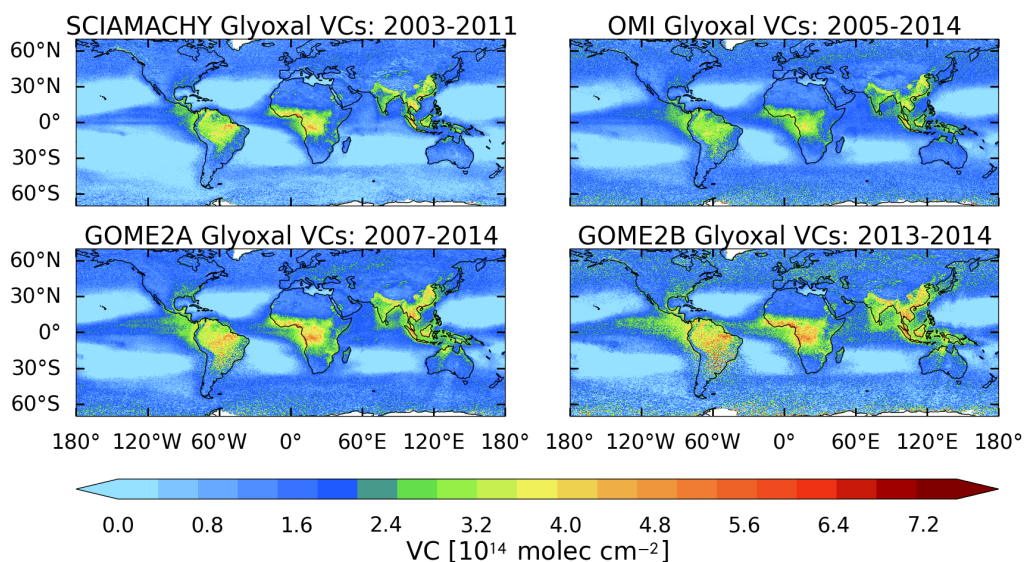 SCIAMACHY Glyoxal VCs: 2003-2011
OMI Glyoxal VCs: 2005-2014
60°N
30°N
0°
30°S
60°S
GOME2A Glyoxal VCs: 2007-2014
GOME2B Glyoxal VCs: 2013-2014
60°N
30°N
0°
30°S
60°S
180° 120°W 60°W 0° 60°E 120°E 180°
180° 120°W 60°W 0° 60°E 120°E 180°
0.0 0.8 1.6 2.4 3.2 4.0 4.8 5.6 6.4 7.2
VC [10¹⁴ molec cm⁻²]